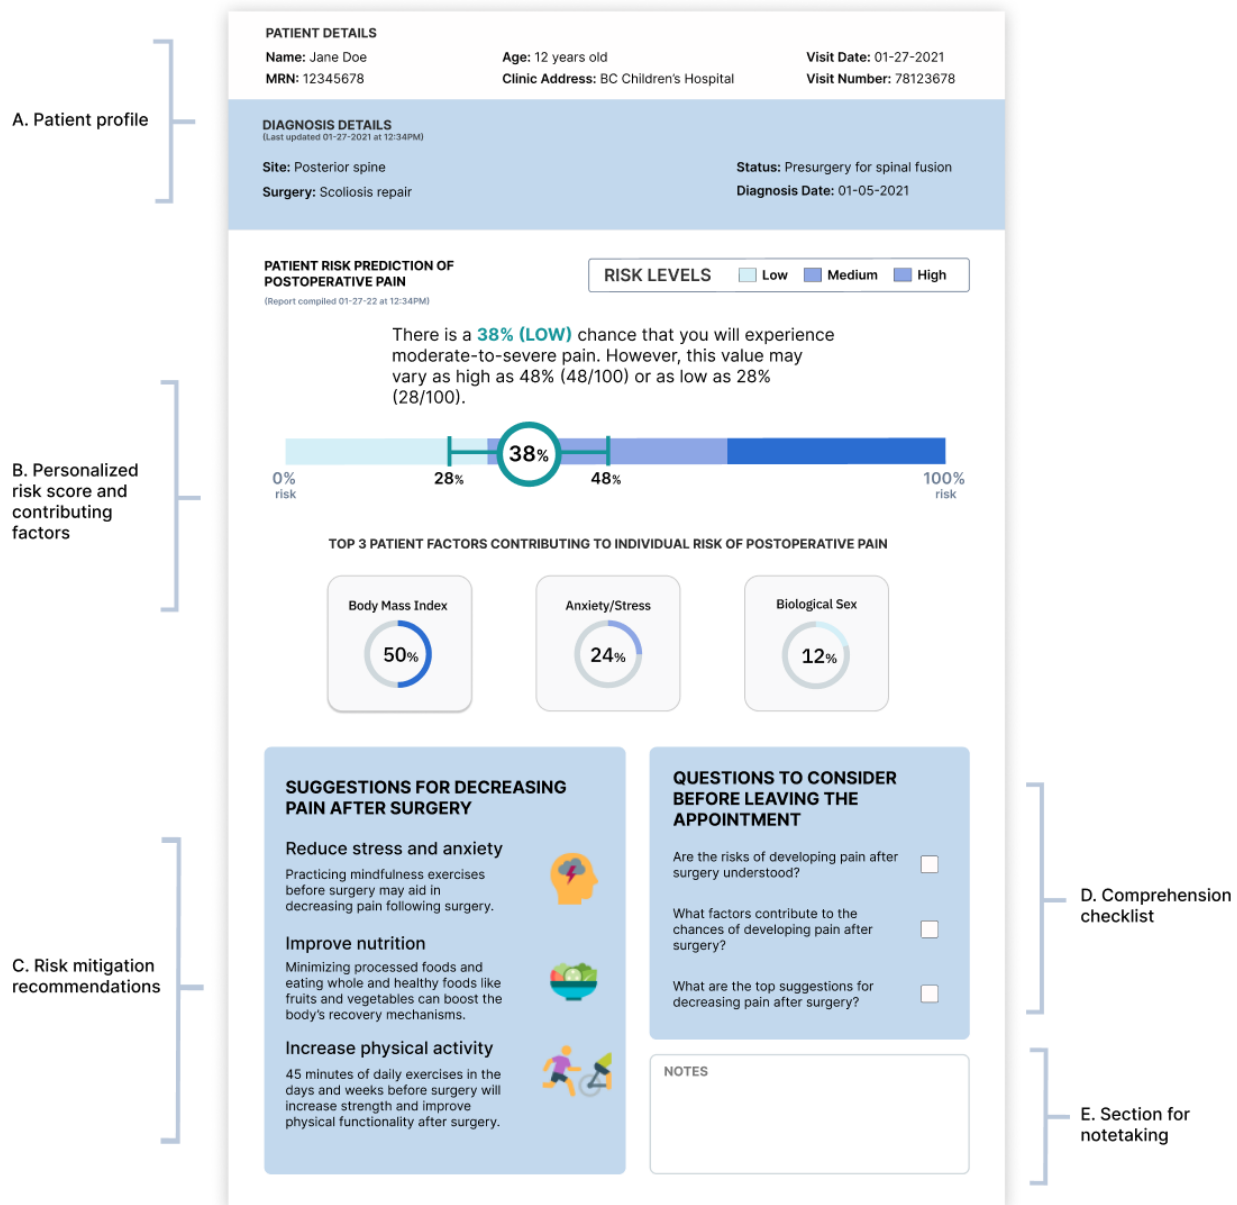 PATIENT DETAILS
Name: Jane Doe
Age: 12 years old
Visit Date: 01-27-2021
MRN: 12345678
Clinic Address: BC Children's Hospital
Visit Number: 78123678
A. Patient profile
DIAGNOSIS DETAILS
(Last updated 01-27-2021 at 12:34PM)
Site: Posterior spine
Status: Presurgery for spinal fusion
Surgery: Scoliosis repair
Diagnosis Date: 01-05-2021
PATIENT RISK PREDICTION OF
POSTOPERATIVE PAIN
(Report compiled 01-27-22 at 12:34PM)
RISK LEVELS Low Medium High
There is a 38% (LOW) chance that you will experience
moderate-to-severe pain. However, this value may
vary as high as 48% (48/100) or as low as 28%
(28/100).
B. Personalized
risk score and
contributing
factors
38%
0%
risk
28%
48%
100%
risk
TOP 3 PATIENT FACTORS CONTRIBUTING TO INDIVIDUAL RISK OF POSTOPERATIVE PAIN
Body Mass Index
50%
Anxiety/Stress
24%
Biological Sex
12%
C. Risk mitigation
recommendations
SUGGESTIONS FOR DECREASING
PAIN AFTER SURGERY
Reduce stress and anxiety
Practicing mindfulness exercises
before surgery may aid in
decreasing pain following surgery.
Improve nutrition
Minimizing processed foods and
eating whole and healthy foods like
fruits and vegetables can boost the
body's recovery mechanisms.
Increase physical activity
45 minutes of daily exercises in the
days and weeks before surgery will
increase strength and improve
physical functionality after surgery.
QUESTIONS TO CONSIDER
BEFORE LEAVING THE
APPOINTMENT
Are the risks of developing pain after
surgery understood?
What factors contribute to the
chances of developing pain after
surgery?
What are the top suggestions for
decreasing pain after surgery?
D. Comprehension
checklist
NOTES
E. Section for
notetaking